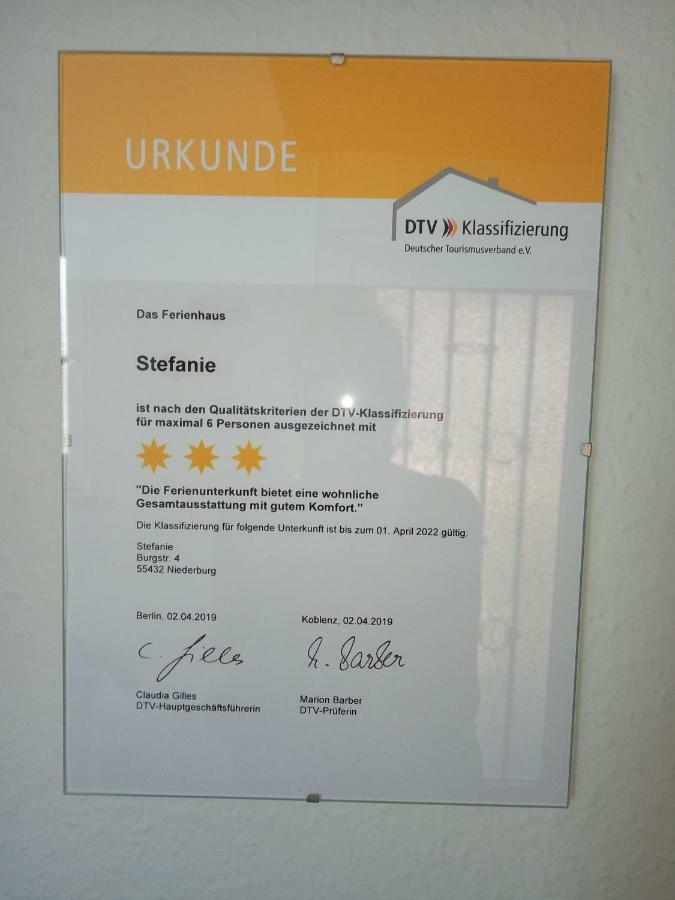 URKUNDE
DTV Klassifizierung
Deutscher Tourismusverband e.V.
Das Ferienhaus
Stefanie
ist nach den Qualitätskriterien der DTV-Klassifizierung
für maximal 6 Personen ausgezeichnet mit
"Die Ferienunterkunft bietet eine wohnliche
Gesamtausstattung mit gutem Komfort."
Die Klassifizierung für folgende Unterkunft ist bis zum 01. April 2022 gültig:
Stefanie
Burgstr. 4
55432 Niederburg
Berlin, 02.04.2019
C. Gilles
Claudia Gilles
DTV-Hauptgeschäftsführerin
Koblenz, 02.04.2019
M. Barber
Marion Barber
DTV-Prüferin